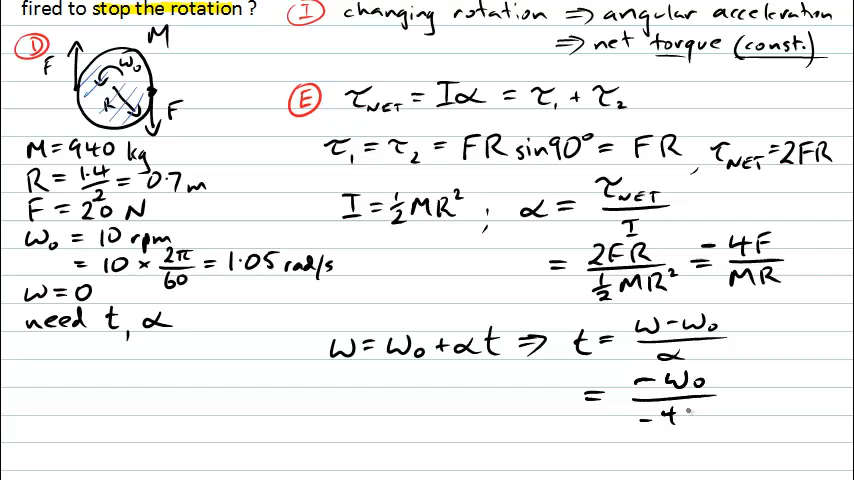 fired to stop the rotation ?
D
M
F
ω₀
R
F
M = 940 kg
R = 1.4/2 = 0.7 m
F = 20 N
ω₀ = 10 rpm
= 10 × 2π/60 = 1.05 rad/s
ω = 0
need t, α
I changing rotation ⇒ angular acceleration
⇒ net torque (const.)
E τ_NET = Iα = τ₁ + τ₂
τ₁ = τ₂ = FR sin90° = FR , τ_NET = 2FR
I = ½MR² ; α = τ_NET/I
= 2FR/½MR² = -4F/MR
ω = ω₀ + αt ⇒ t = ω-ω₀/α
= -ω₀/-4